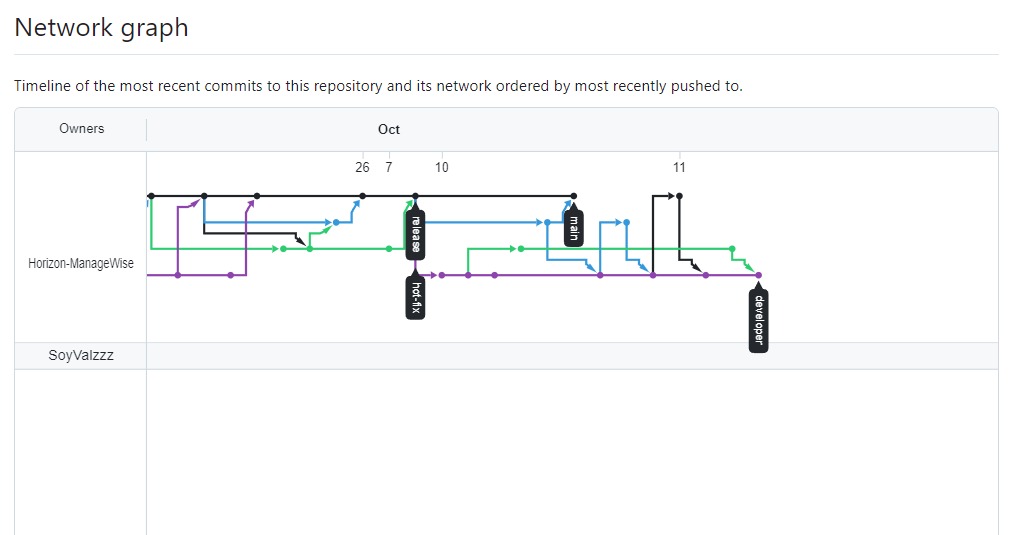 Network graph
Timeline of the most recent commits to this repository and its network ordered by most recently pushed to.
Owners
Oct
26 7 10 11
release
main
Horizon-ManageWise
hot-fix
developer
SoyValzzz